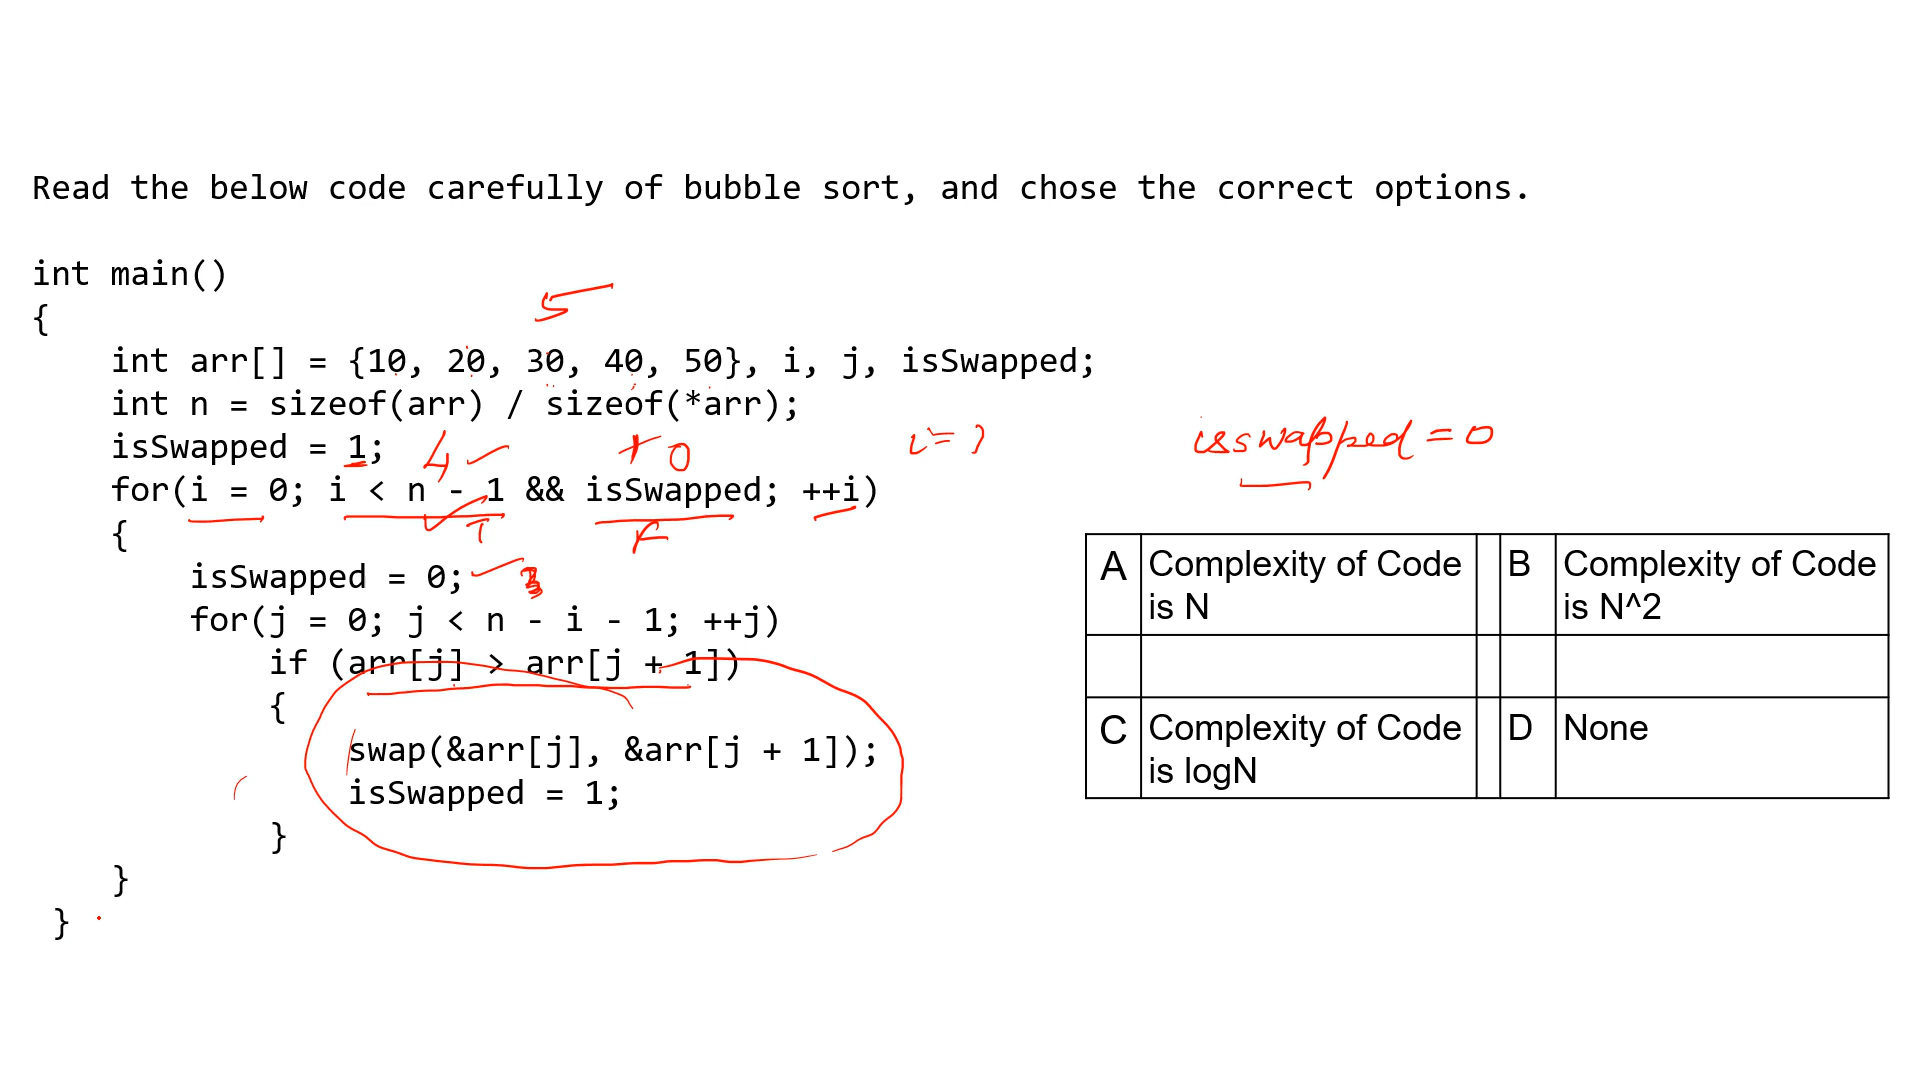 Read the below code carefully of bubble sort, and chose the correct options.
int main()
5
{
int arr[] = {10, 20, 30, 40, 50}, i, j, isSwapped;
int n = sizeof(arr) / sizeof(*arr);
isSwapped = 1;
4
0
i =
isswapped = 0
for(i = 0; i < n - 1 && isSwapped; ++i)
T
F
{
isSwapped = 0;
for(j = 0; j < n - i - 1; ++j)
if (arr[j] > arr[j + 1])
{
swap(&arr[j], &arr[j + 1]);
isSwapped = 1;
}
}
}
A Complexity of Code is N B Complexity of Code is N^2
C Complexity of Code is logN D None